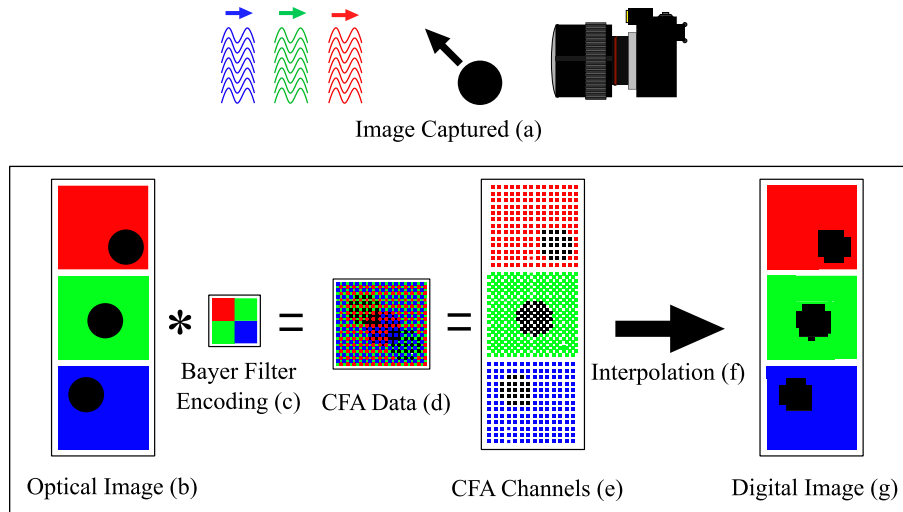 Image Captured (a)
Bayer Filter
Encoding (c)
CFA Data (d)
Interpolation (f)
Optical Image (b)
CFA Channels (e)
Digital Image (g)